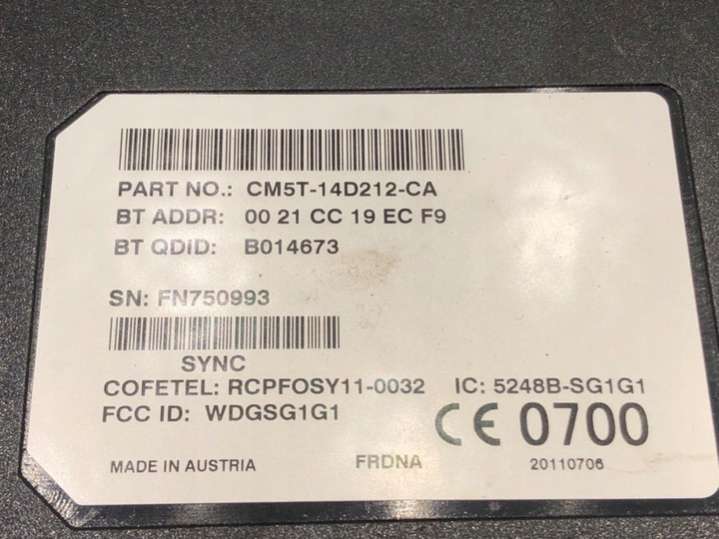 PART NO.: CM5T-14D212-CA
BT ADDR: 00 21 CC 19 EC F9
BT QDID: B014673
SN: FN750993
SYNC
COFETEL: RCPFOSY11-0032 IC: 5248B-SG1G1
FCC ID: WDGSG1G1
CE 0700
MADE IN AUSTRIA FRDNA 20110706